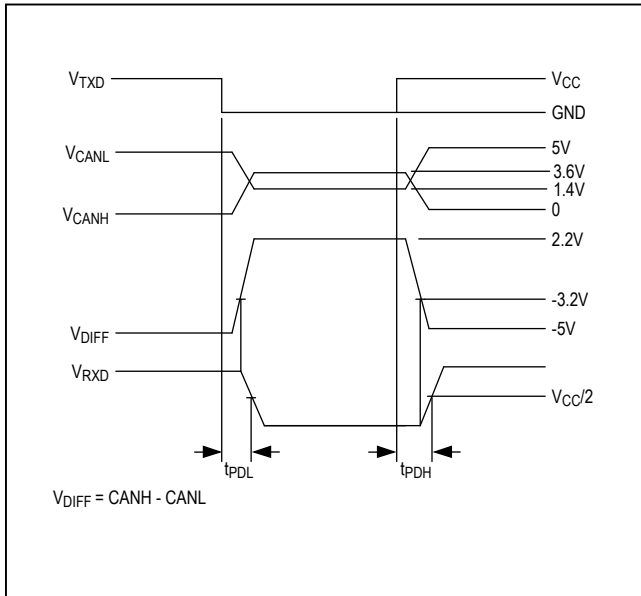 VTXD
VCC
GND
VCANL
5V
3.6V
1.4V
VCANH
0
2.2V
-3.2V
VDIFF
-5V
VRXD
VCC/2
tPDL
tPDH
VDIFF = CANH - CANL